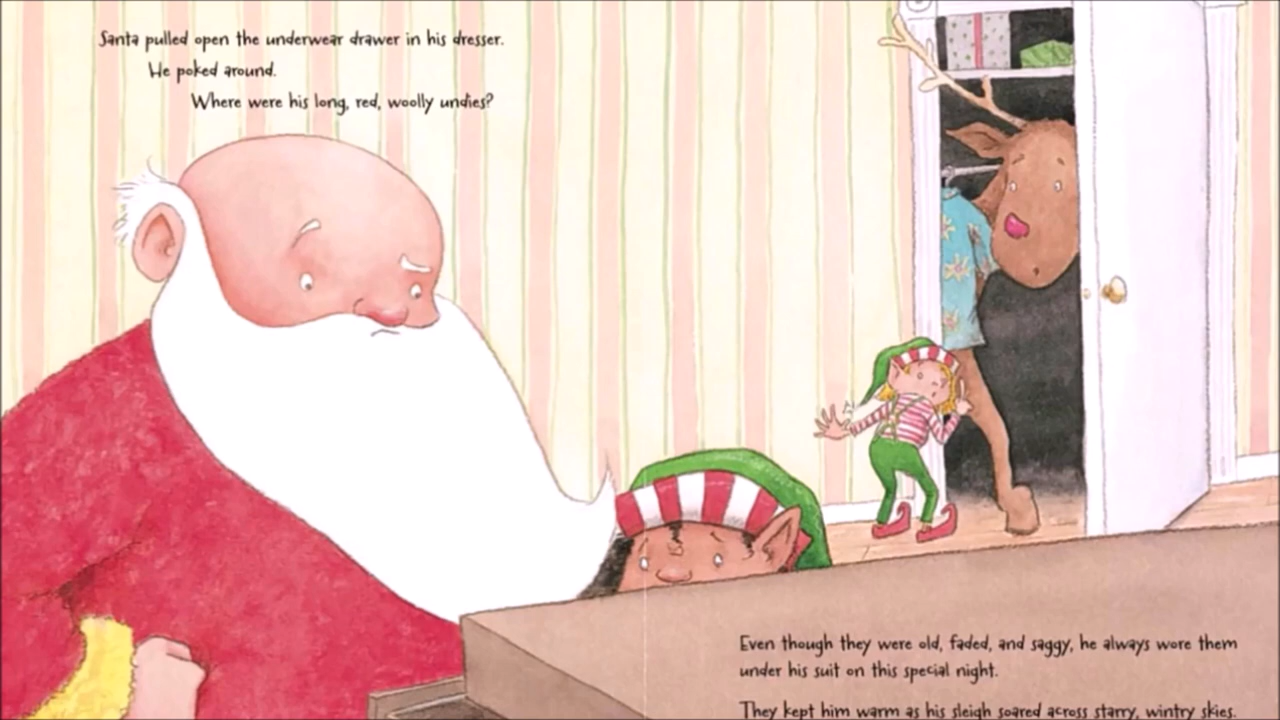 Santa pulled open the underwear drawer in his dresser.
He poked around.
Where were his long, red, woolly undies?
Even though they were old, faded, and saggy, he always wore them
under his suit on this special night.
They kept him warm as his sleigh soared across starry, wintry skies.